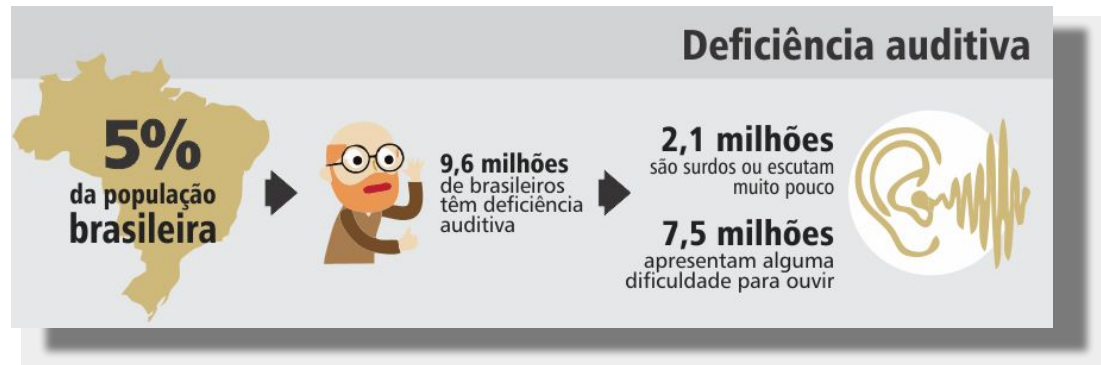 Deficiência auditiva
5%
da população
brasileira
9,6 milhões
de brasileiros
têm deficiência
auditiva
2,1 milhões
são surdos ou escutam
muito pouco
7,5 milhões
apresentam alguma
dificuldade para ouvir